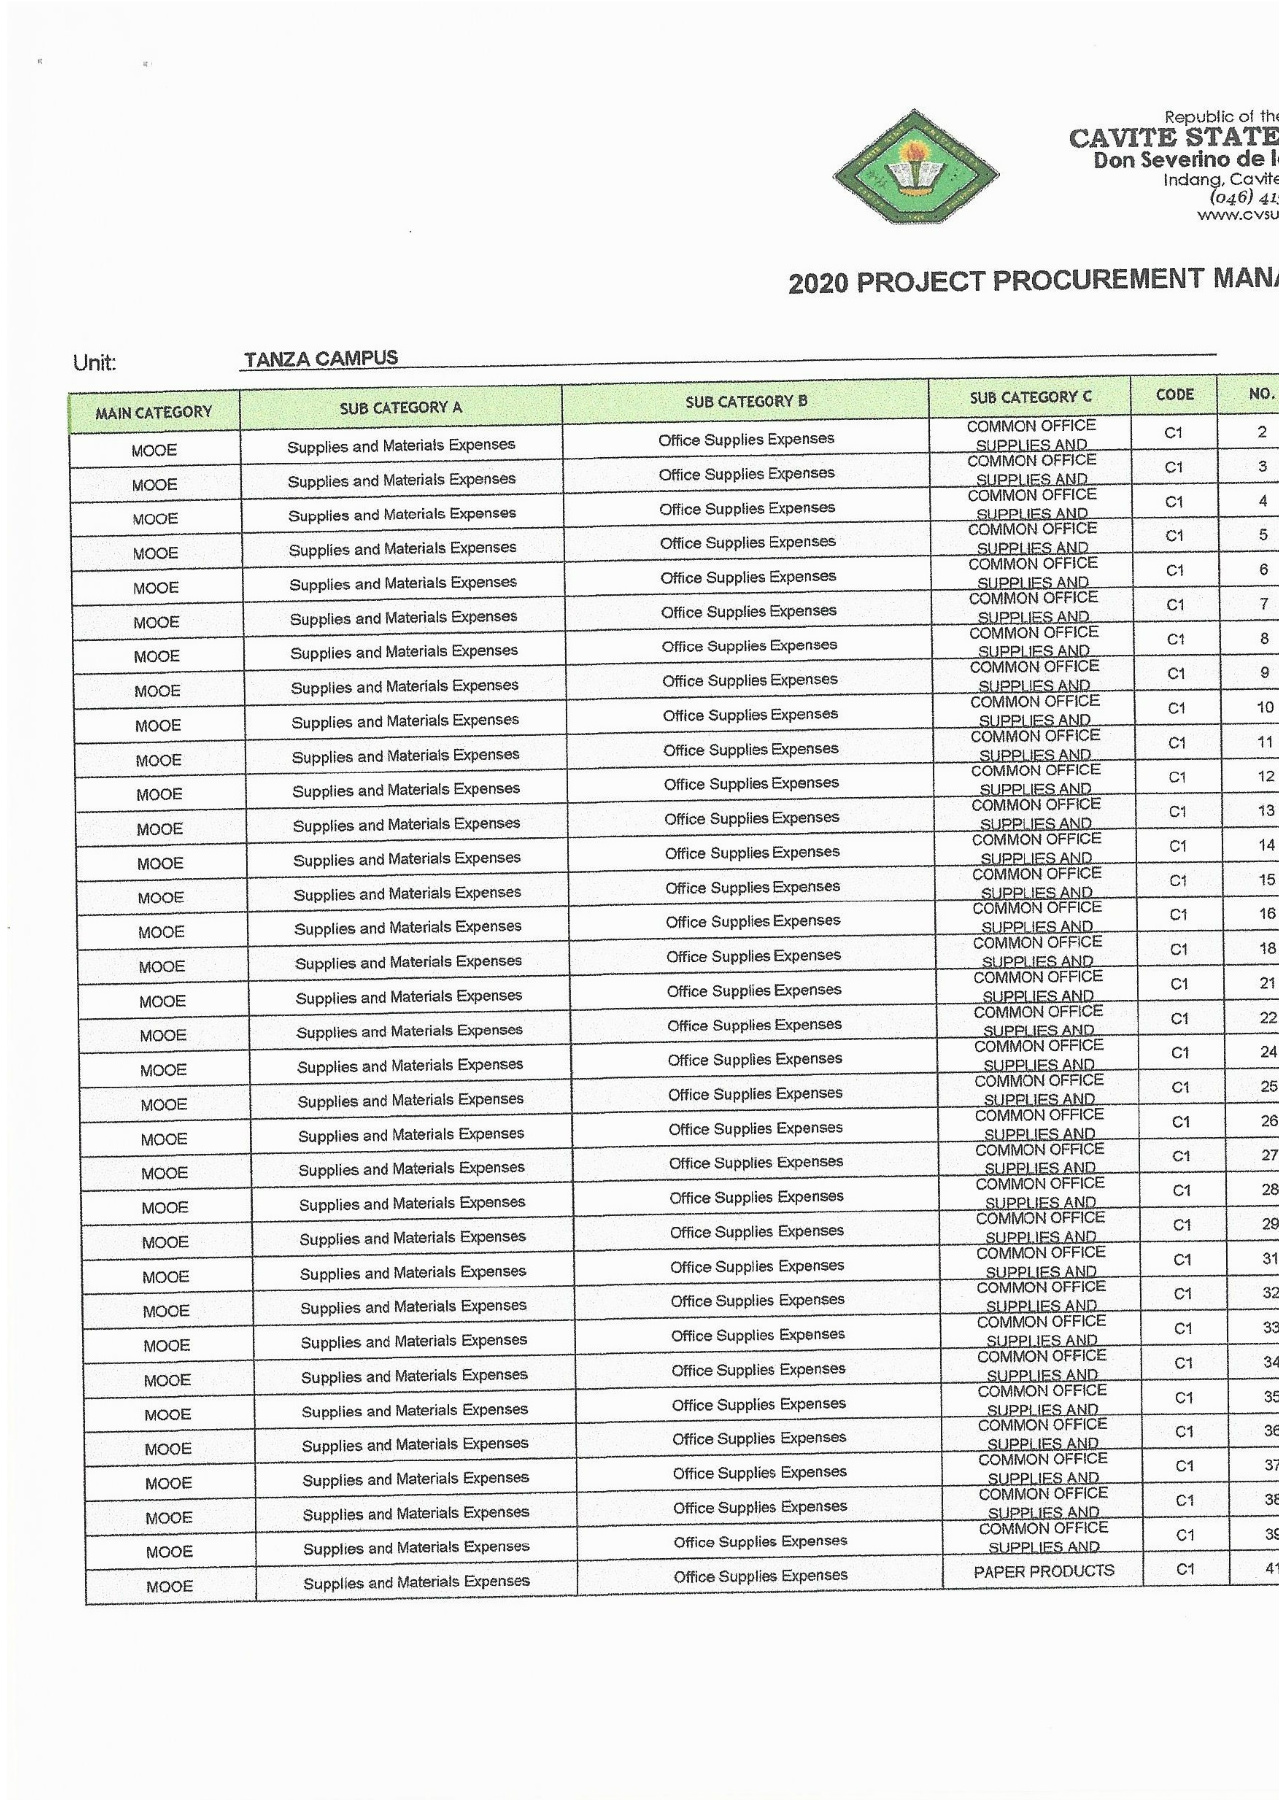 Republic of the
CAVITE STATE
Don Severino de l
Indang, Cavite
(046) 41
www.cvsu
2020 PROJECT PROCUREMENT MANA
Unit: TANZA CAMPUS
MAIN CATEGORY SUB CATEGORY A SUB CATEGORY B SUB CATEGORY C CODE NO.
MOOE Supplies and Materials Expenses Office Supplies Expenses COMMON OFFICE SUPPLIES AND C1 2
MOOE Supplies and Materials Expenses Office Supplies Expenses COMMON OFFICE SUPPLIES AND C1 3
MOOE Supplies and Materials Expenses Office Supplies Expenses COMMON OFFICE SUPPLIES AND C1 4
MOOE Supplies and Materials Expenses Office Supplies Expenses COMMON OFFICE SUPPLIES AND C1 5
MOOE Supplies and Materials Expenses Office Supplies Expenses COMMON OFFICE SUPPLIES AND C1 6
MOOE Supplies and Materials Expenses Office Supplies Expenses COMMON OFFICE SUPPLIES AND C1 7
MOOE Supplies and Materials Expenses Office Supplies Expenses COMMON OFFICE SUPPLIES AND C1 8
MOOE Supplies and Materials Expenses Office Supplies Expenses COMMON OFFICE SUPPLIES AND C1 9
MOOE Supplies and Materials Expenses Office Supplies Expenses COMMON OFFICE SUPPLIES AND C1 10
MOOE Supplies and Materials Expenses Office Supplies Expenses COMMON OFFICE SUPPLIES AND C1 11
MOOE Supplies and Materials Expenses Office Supplies Expenses COMMON OFFICE SUPPLIES AND C1 12
MOOE Supplies and Materials Expenses Office Supplies Expenses COMMON OFFICE SUPPLIES AND C1 13
MOOE Supplies and Materials Expenses Office Supplies Expenses COMMON OFFICE SUPPLIES AND C1 14
MOOE Supplies and Materials Expenses Office Supplies Expenses COMMON OFFICE SUPPLIES AND C1 15
MOOE Supplies and Materials Expenses Office Supplies Expenses COMMON OFFICE SUPPLIES AND C1 16
MOOE Supplies and Materials Expenses Office Supplies Expenses COMMON OFFICE SUPPLIES AND C1 18
MOOE Supplies and Materials Expenses Office Supplies Expenses COMMON OFFICE SUPPLIES AND C1 21
MOOE Supplies and Materials Expenses Office Supplies Expenses COMMON OFFICE SUPPLIES AND C1 22
MOOE Supplies and Materials Expenses Office Supplies Expenses COMMON OFFICE SUPPLIES AND C1 24
MOOE Supplies and Materials Expenses Office Supplies Expenses COMMON OFFICE SUPPLIES AND C1 25
MOOE Supplies and Materials Expenses Office Supplies Expenses COMMON OFFICE SUPPLIES AND C1 26
MOOE Supplies and Materials Expenses Office Supplies Expenses COMMON OFFICE SUPPLIES AND C1 27
MOOE Supplies and Materials Expenses Office Supplies Expenses COMMON OFFICE SUPPLIES AND C1 28
MOOE Supplies and Materials Expenses Office Supplies Expenses COMMON OFFICE SUPPLIES AND C1 29
MOOE Supplies and Materials Expenses Office Supplies Expenses COMMON OFFICE SUPPLIES AND C1 31
MOOE Supplies and Materials Expenses Office Supplies Expenses COMMON OFFICE SUPPLIES AND C1 32
MOOE Supplies and Materials Expenses Office Supplies Expenses COMMON OFFICE SUPPLIES AND C1 33
MOOE Supplies and Materials Expenses Office Supplies Expenses COMMON OFFICE SUPPLIES AND C1 34
MOOE Supplies and Materials Expenses Office Supplies Expenses COMMON OFFICE SUPPLIES AND C1 35
MOOE Supplies and Materials Expenses Office Supplies Expenses COMMON OFFICE SUPPLIES AND C1 36
MOOE Supplies and Materials Expenses Office Supplies Expenses COMMON OFFICE SUPPLIES AND C1 37
MOOE Supplies and Materials Expenses Office Supplies Expenses COMMON OFFICE SUPPLIES AND C1 38
MOOE Supplies and Materials Expenses Office Supplies Expenses COMMON OFFICE SUPPLIES AND C1 39
MOOE Supplies and Materials Expenses Office Supplies Expenses PAPER PRODUCTS C1 41